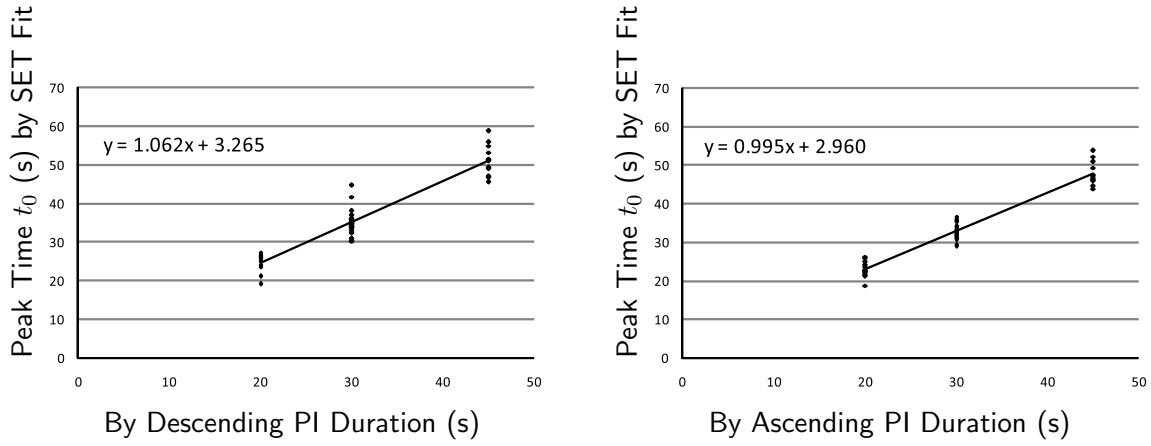 Peak Time t₀ (s) by SET Fit
70
60
50
40
30
20
10
0
y = 1.062x + 3.265
0 10 20 30 40 50
By Descending PI Duration (s)
Peak Time t₀ (s) by SET Fit
70
60
50
40
30
20
10
0
y = 0.995x + 2.960
0 10 20 30 40 50
By Ascending PI Duration (s)